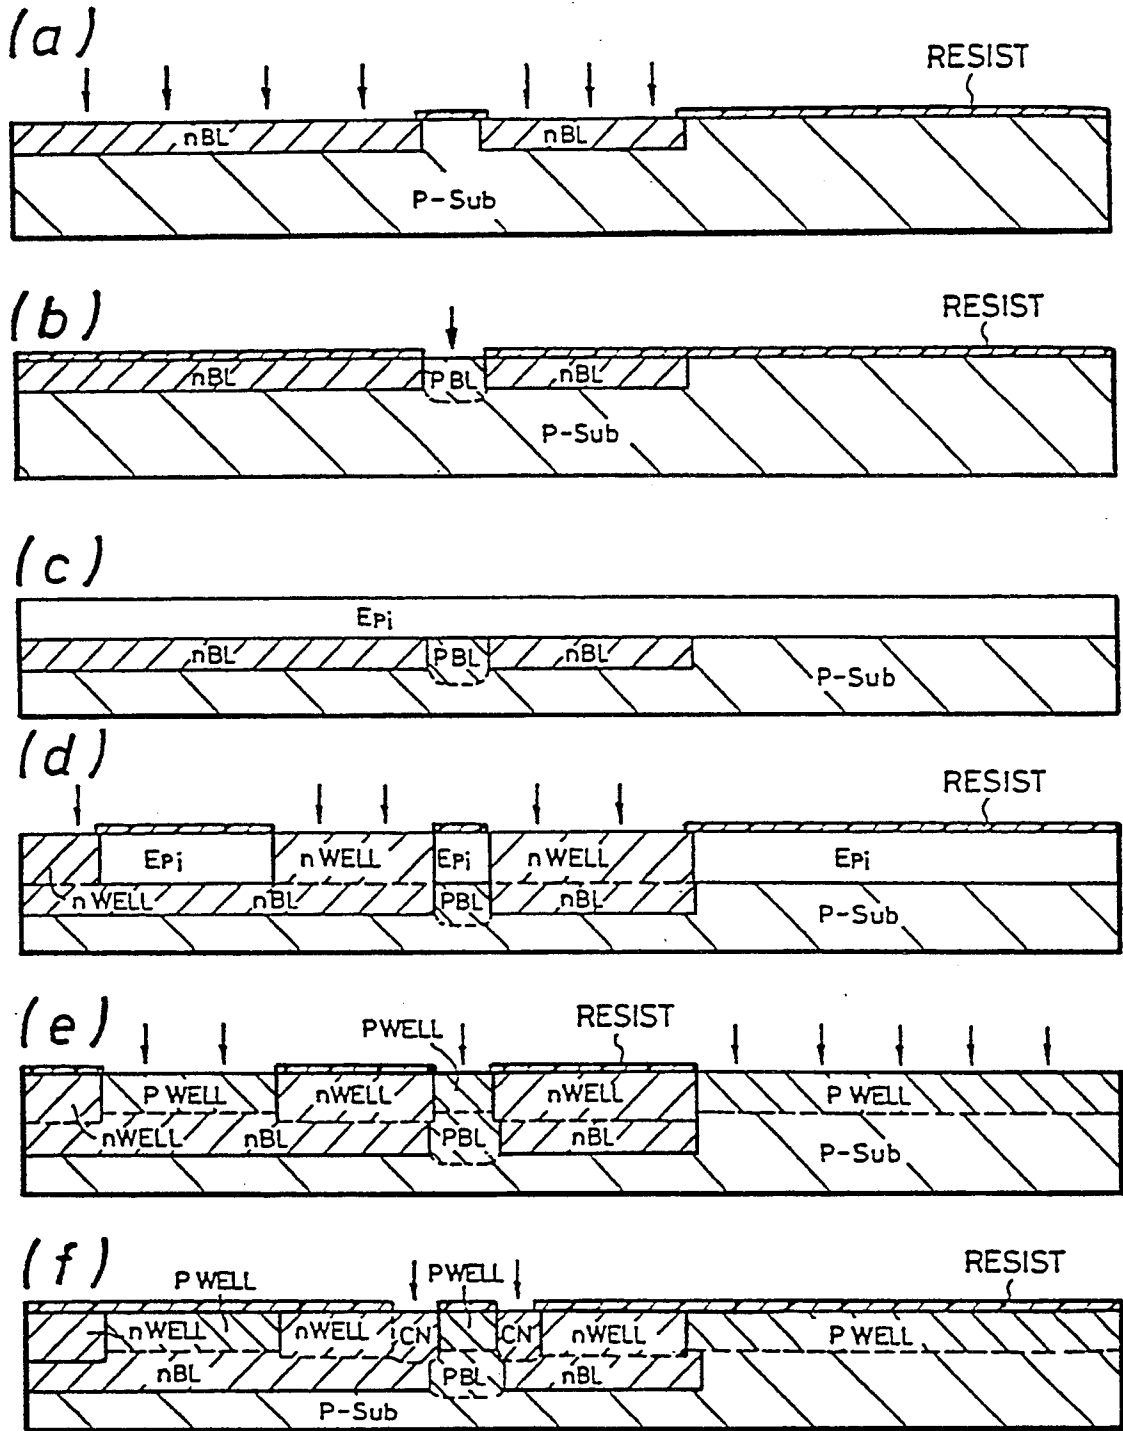 (a)
RESIST
nBL
nBL
P-Sub
(b)
RESIST
nBL
PBL
nBL
P-Sub
(c)
EPi
nBL
PBL
nBL
P-Sub
(d)
RESIST
EPi
nWELL
EPi
nWELL
EPi
nWELL
nBL
PBL
nBL
P-Sub
(e)
PWELL
RESIST
P WELL
nWELL
nWELL
P WELL
nWELL
nBL
PBL
nBL
P-Sub
(f)
P WELL
PWELL
RESIST
nWELL
nWELL
CN
CN
nWELL
P WELL
nBL
PBL
nBL
P-Sub